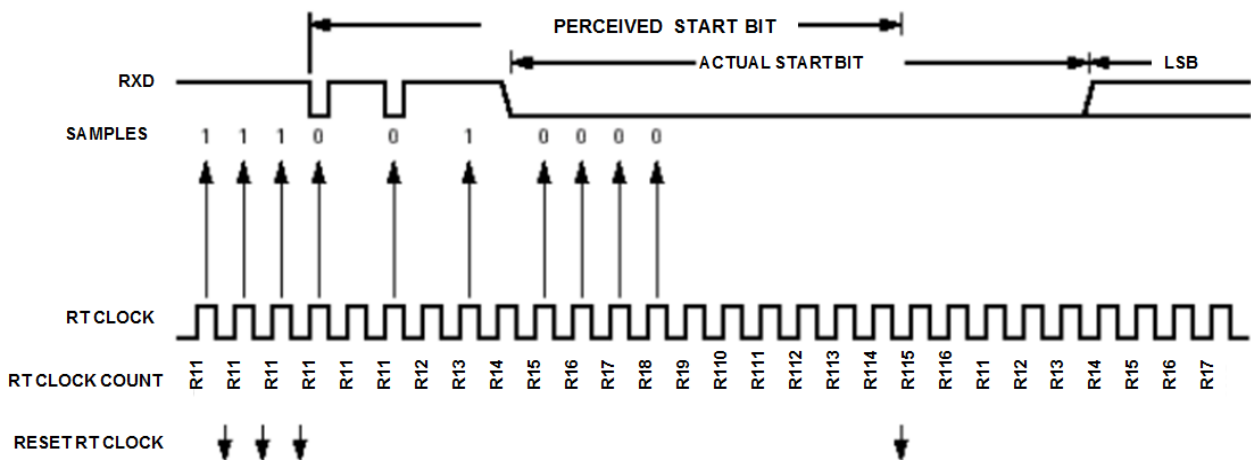 PERCEIVED START BIT
ACTUAL STARTBIT LSB
RXD
SAMPLES 1 1 1 0 0 1 0 0 0 0
RT CLOCK
RT CLOCK COUNT R11 R11 R11 R11 R11 R11 R12 R13 R14 R15 R16 R17 R18 R19 R110 R111 R112 R113 R114 R115 R116 R11 R12 R13 R14 R15 R16 R17
RESET RT CLOCK